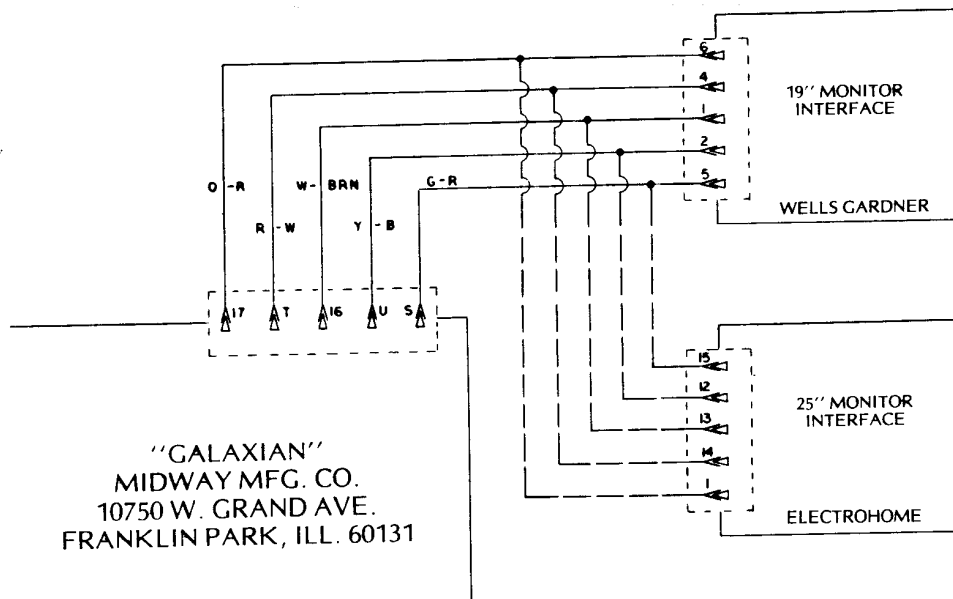 6
4
1
2
5
19'' MONITOR
INTERFACE
WELLS GARDNER
O-R
R-W
W-BRN
Y-B
G-R
17
T
16
U
S
15
12
13
14
1
25'' MONITOR
INTERFACE
ELECTROHOME
''GALAXIAN''
MIDWAY MFG. CO.
10750 W. GRAND AVE.
FRANKLIN PARK, ILL. 60131